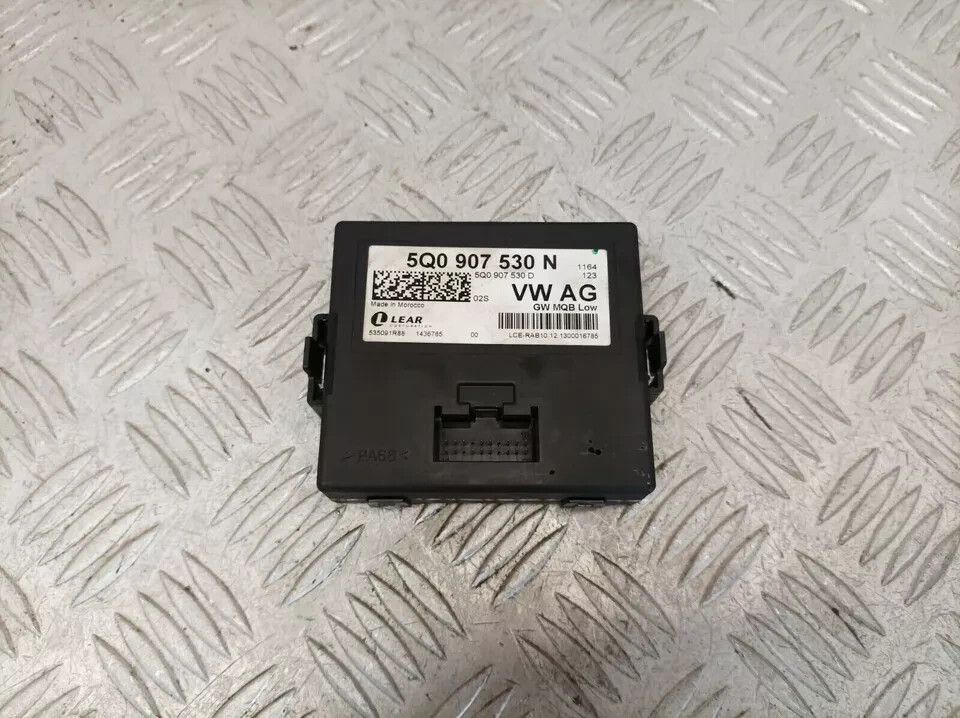 5Q0 907 530 N 1164
5Q0 907 530 D 123
02S VW AG
Made in Morocco GW MQB Low
LEAR
CORPORATION
535091R88 1436785 00 LCE-RAB10.12.1300016785
>PA66<